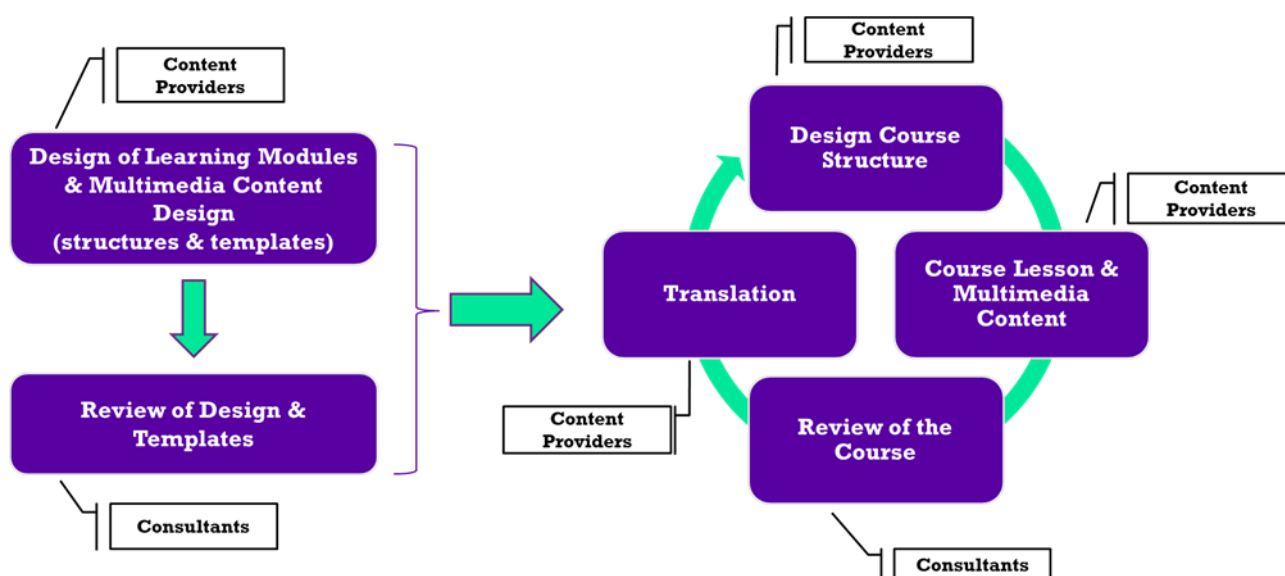 Content
Providers
Design of Learning Modules
& Multimedia Content
Design
(structures & templates)
Review of Design &
Templates
Consultants
Content
Providers
Design Course
Structure
Content
Providers
Course Lesson &
Multimedia
Content
Translation
Content
Providers
Review of the
Course
Consultants